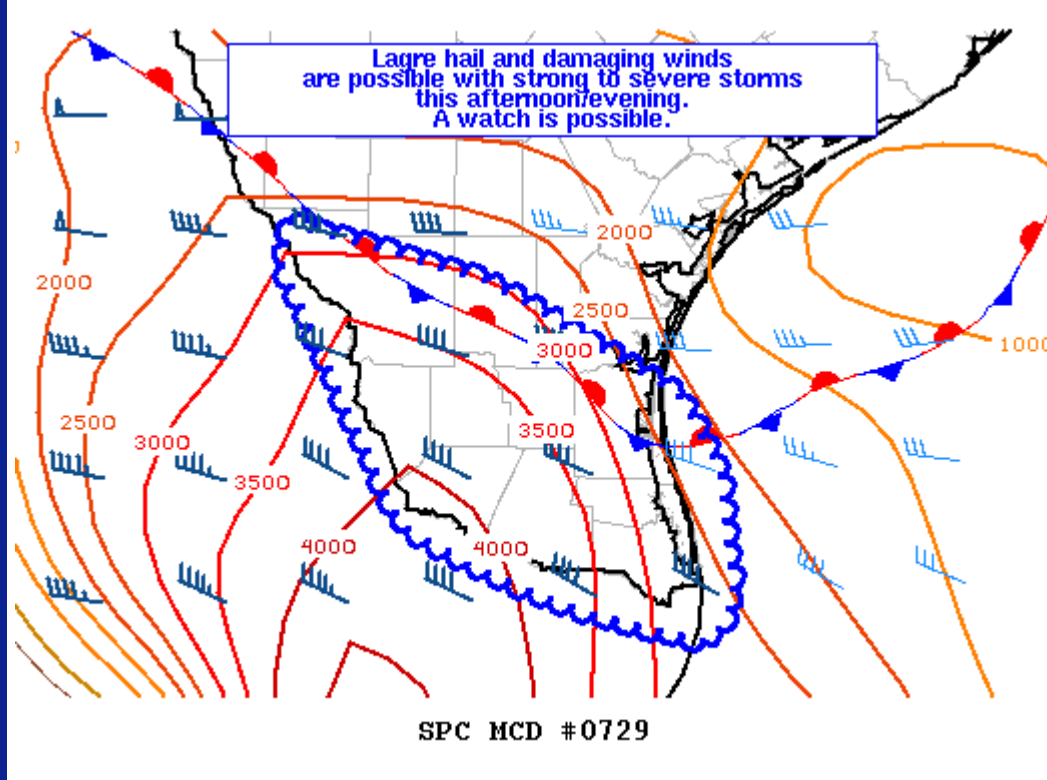 Lagre hail and damaging winds
are possible with strong to severe storms
this afternoon/evening.
A watch is possible.
2000
2000
2500
1000
3000
2500
3500
3000
3500
4000
4000
SPC MCD #0729